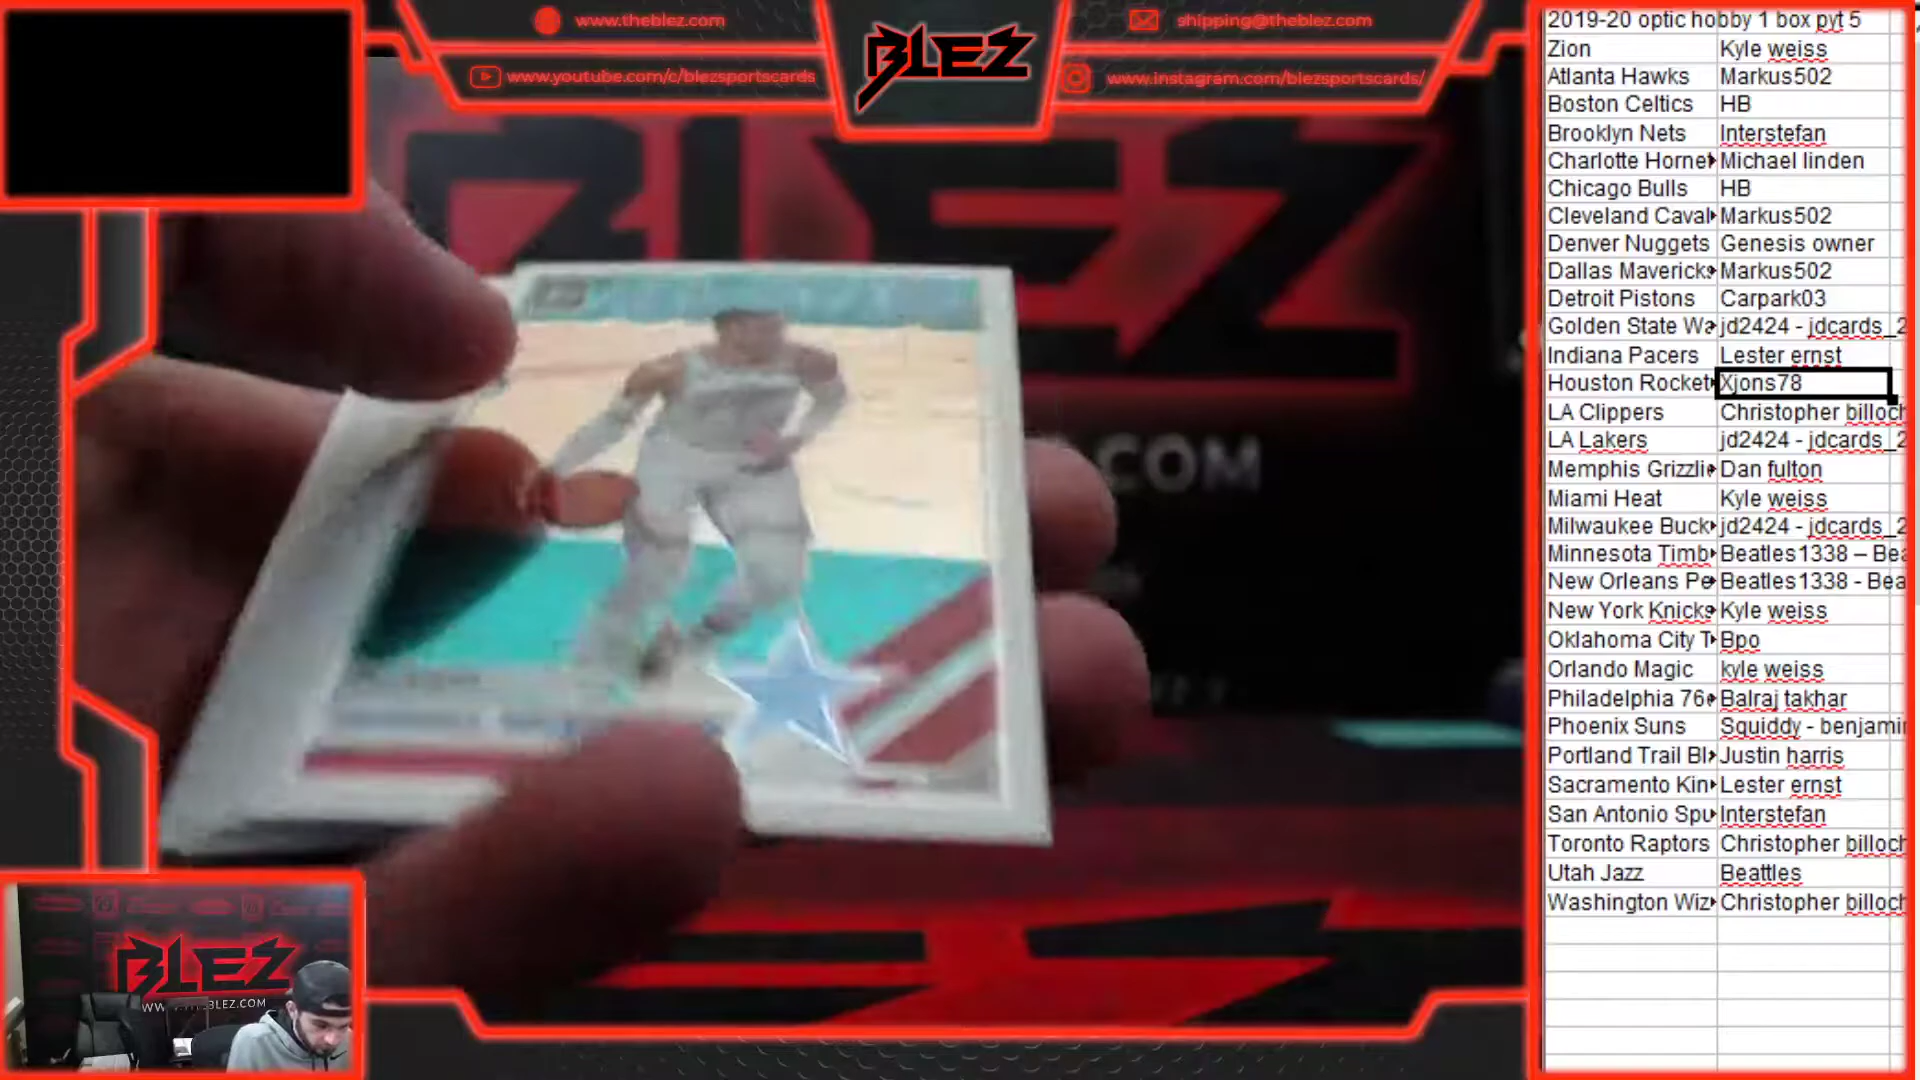 www.theblez.com
BLEZ
shipping@theblez.com
www.youtube.com/c/blezsportscards
www.instagram.com/blezsportscards/
BLEZ
.COM
BLEZ
BLEZ.COM
2019-20 optic hobby 1 box pyt 5
Zion Kyle weiss
Atlanta Hawks Markus502
Boston Celtics HB
Brooklyn Nets Interstefan
Charlotte Hornet Michael linden
Chicago Bulls HB
Cleveland Caval Markus502
Denver Nuggets Genesis owner
Dallas Mavericks Markus502
Detroit Pistons Carpark03
Golden State Wa jd2424 - jdcards_2
Indiana Pacers Lester ernst
Houston Rocket Xjons78
LA Clippers Christopher billoch
LA Lakers jd2424 - jdcards_2
Memphis Grizzlie Dan fulton
Miami Heat Kyle weiss
Milwaukee Buck jd2424 - jdcards_2
Minnesota Timb Beatles1338 – Bea
New Orleans Pe Beatles1338 - Bea
New York Knicks Kyle weiss
Oklahoma City T Bpo
Orlando Magic kyle weiss
Philadelphia 76e Balraj takhar
Phoenix Suns Squiddy - benjamin
Portland Trail Bl Justin harris
Sacramento Kin Lester ernst
San Antonio Spu Interstefan
Toronto Raptors Christopher billoch
Utah Jazz Beattles
Washington Wiz Christopher billoch